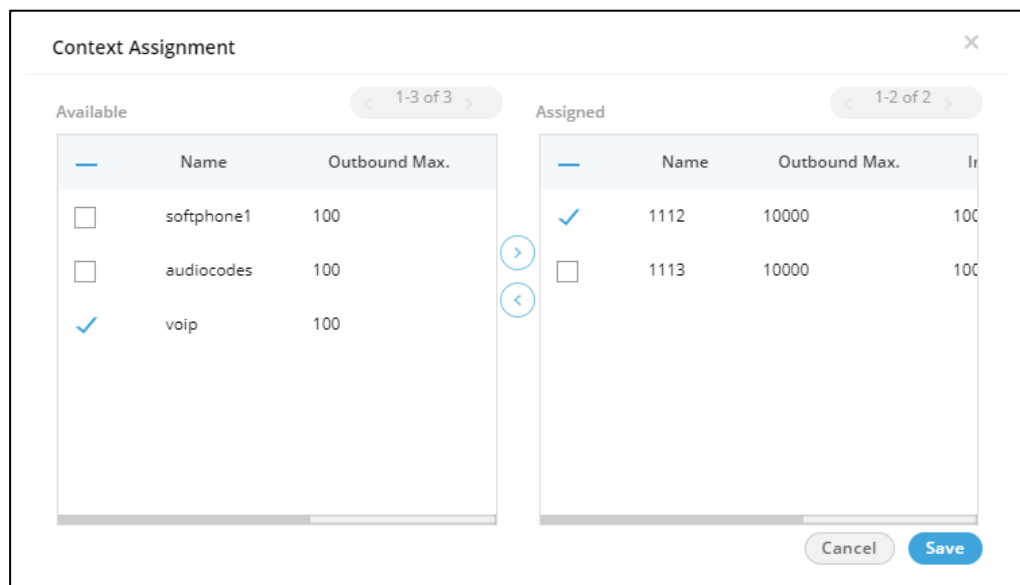 Context Assignment
Available
1-3 of 3
Assigned
1-2 of 2
Name Outbound Max.
softphone1 100
audiocodes 100
voip 100
Name Outbound Max.
1112 10000
1113 10000
Cancel Save